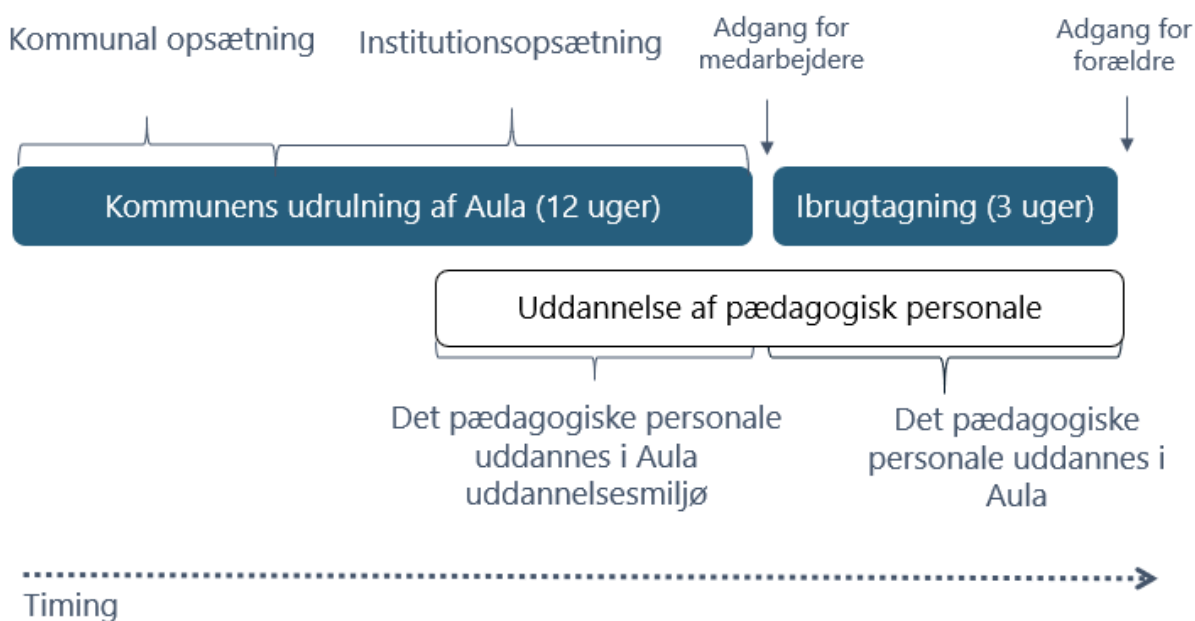 Kommunal opsætning
Institutionsopsætning
Adgang for
medarbejdere
Adgang for
forældre
Kommunens udrulning af Aula (12 uger)
Ibrugtagning (3 uger)
Uddannelse af pædagogisk personale
Det pædagogiske personale
uddannes i Aula
uddannelsesmiljø
Det pædagogiske
personale uddannes i
Aula
Timing